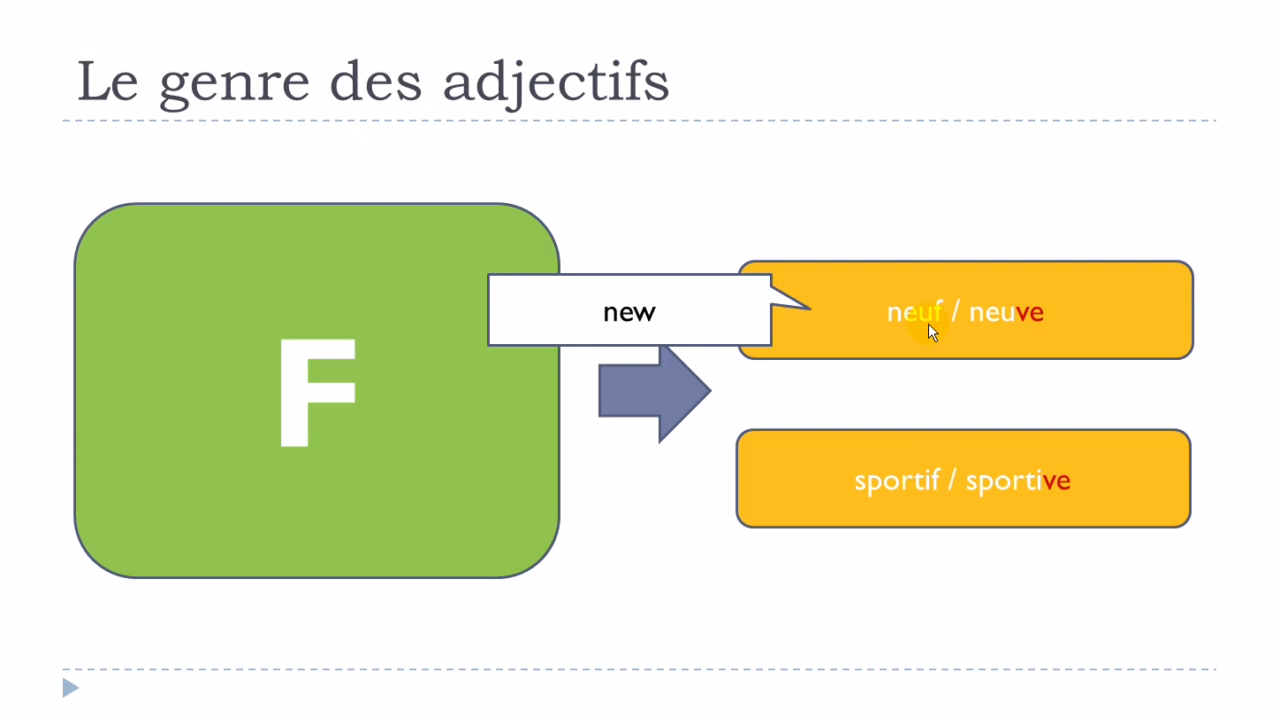 Le genre des adjectifs
F
new
neuf / neuve
sportif / sportive